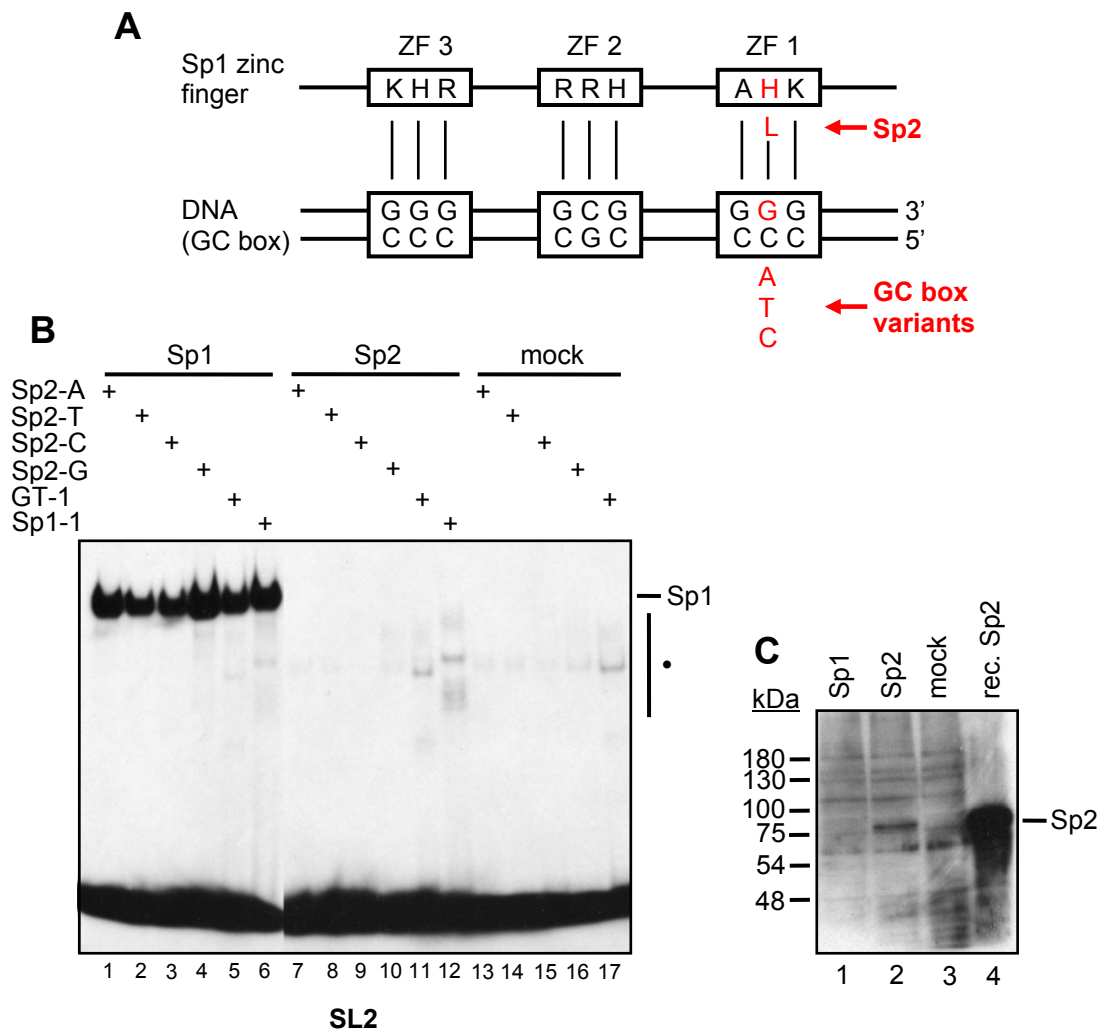 A
ZF 3 ZF 2 ZF 1
Sp1 zinc
finger
K H R R R H A H K
L Sp2
DNA
(GC box)
G G G G C G G G G 3’
C C C C G C C C C 5’
A
T
C
GC box
variants
B
Sp1 Sp2 mock
Sp2-A + + +
Sp2-T + + +
Sp2-C + + +
Sp2-G + + +
GT-1 + + +
Sp1-1 + +
Sp1
•
1 2 3 4 5 6 7 8 9 10 11 12 13 14 15 16 17
SL2
C
Sp1 Sp2 mock rec. Sp2
kDa
180
130
100
75
54
48
Sp2
1 2 3 4